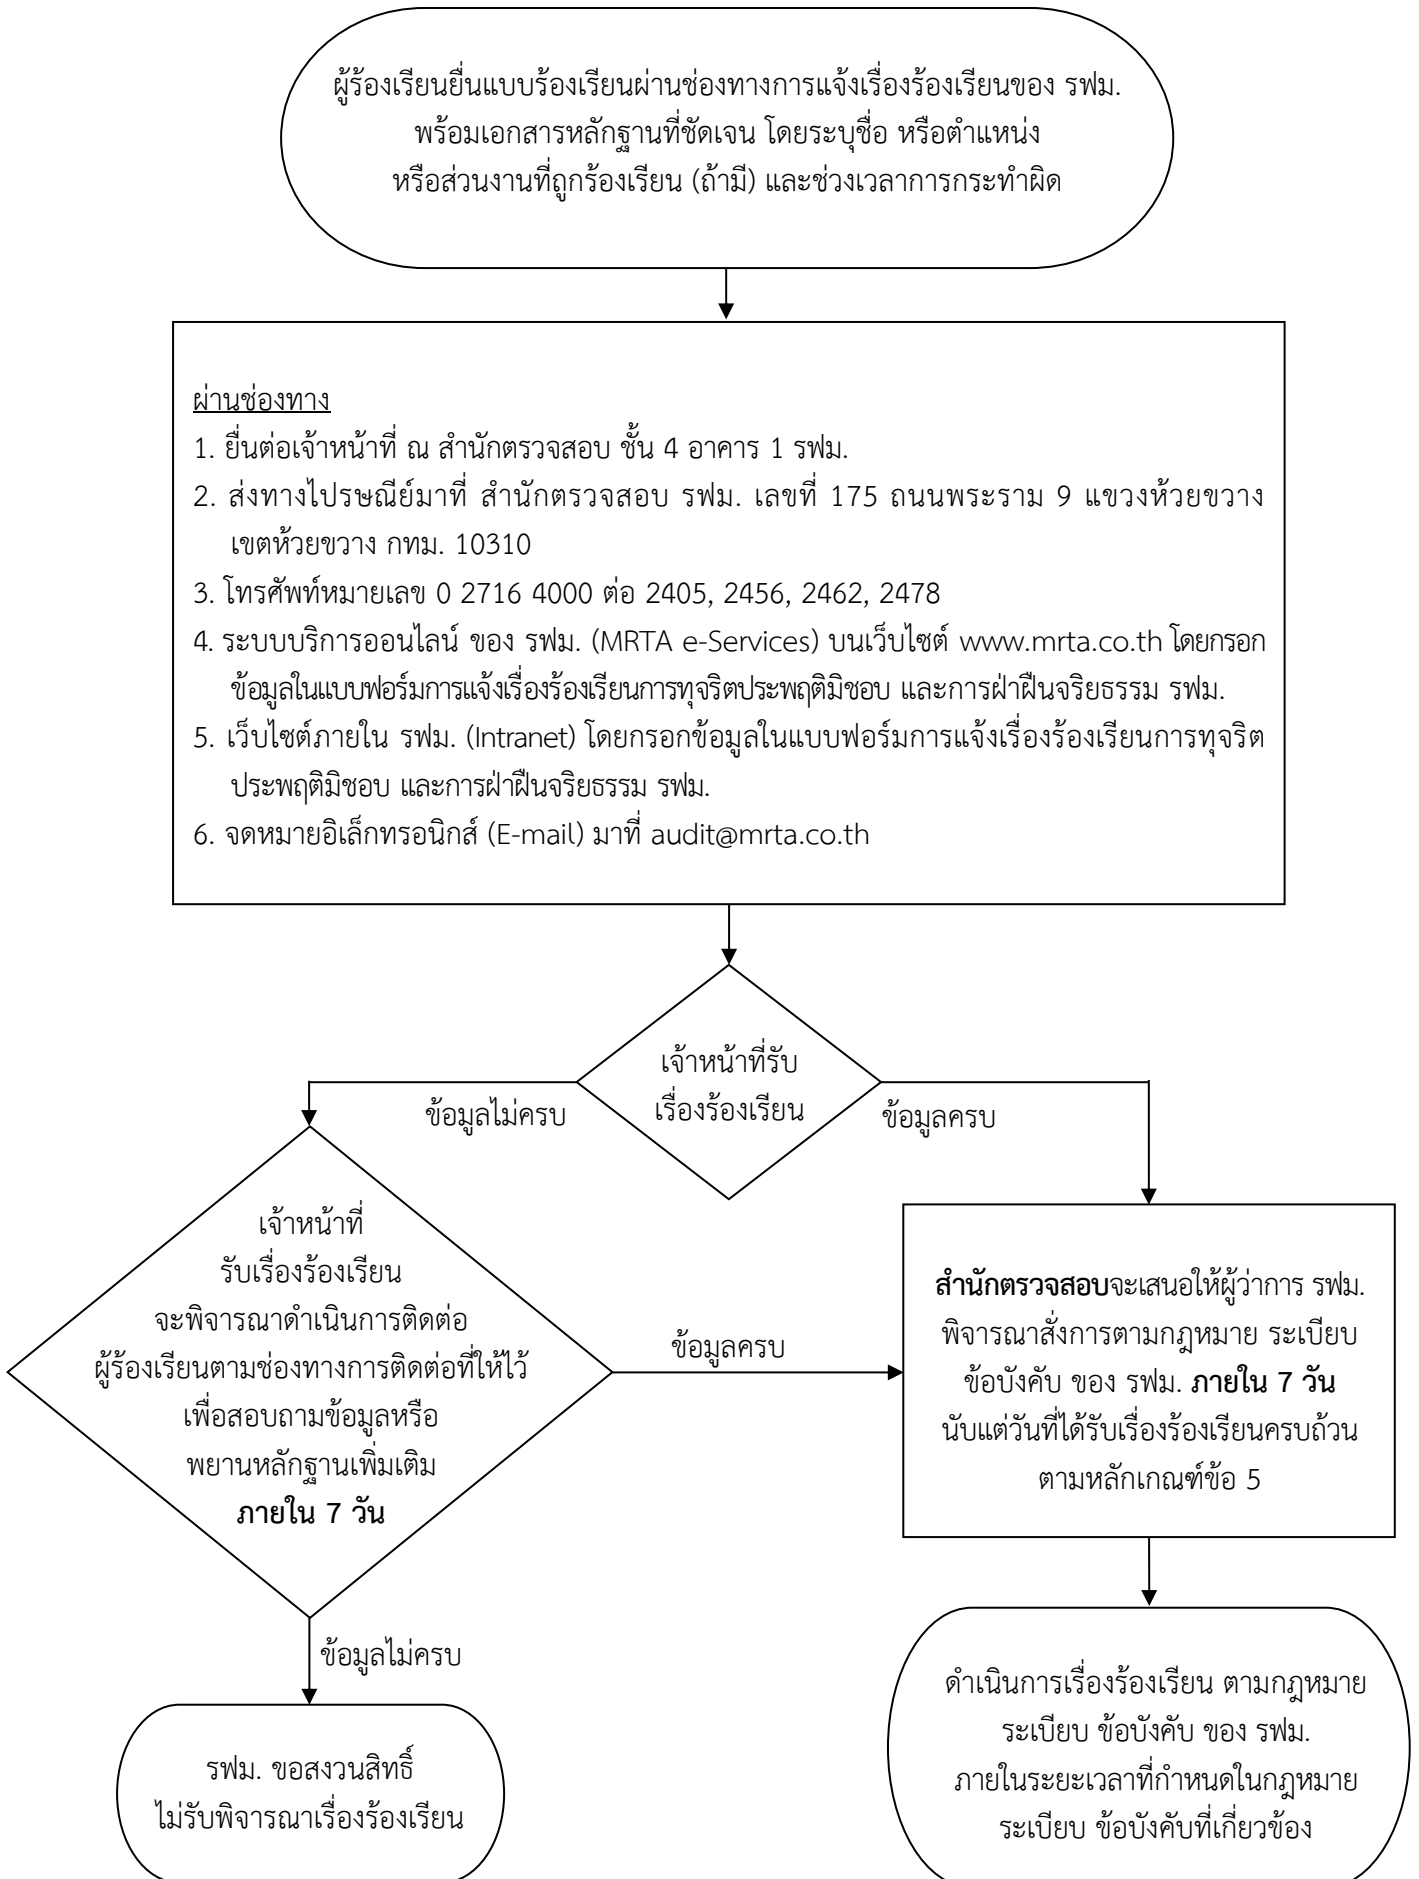 ผู้ร้องเรียนยื่นแบบร้องเรียนผ่านช่องทางการแจ้งเรื่องร้องเรียนของ รฟม.
พร้อมเอกสารหลักฐานที่ชัดเจน โดยระบุชื่อ หรือตำแหน่ง
หรือส่วนงานที่ถูกร้องเรียน (ถ้ามี) และช่วงเวลาการกระทำผิด
ผ่านช่องทาง
1. ยื่นต่อเจ้าหน้าที่ ณ สำนักตรวจสอบ ชั้น 4 อาคาร 1 รฟม.
2. ส่งทางไปรษณีย์มาที่ สำนักตรวจสอบ รฟม. เลขที่ 175 ถนนพระราม 9 แขวงห้วยขวาง
เขตห้วยขวาง กทม. 10310
3. โทรศัพท์หมายเลข 0 2716 4000 ต่อ 2405, 2456, 2462, 2478
4. ระบบบริการออนไลน์ ของ รฟม. (MRTA e-Services) บนเว็บไซต์ www.mrta.co.th โดยกรอก
ข้อมูลในแบบฟอร์มการแจ้งเรื่องร้องเรียนการทุจริตประพฤติมิชอบ และการฝ่าฝืนจริยธรรม รฟม.
5. เว็บไซต์ภายใน รฟม. (Intranet) โดยกรอกข้อมูลในแบบฟอร์มการแจ้งเรื่องร้องเรียนการทุจริต
ประพฤติมิชอบ และการฝ่าฝืนจริยธรรม รฟม.
6. จดหมายอิเล็กทรอนิกส์ (E-mail) มาที่ audit@mrta.co.th
เจ้าหน้าที่รับ
เรื่องร้องเรียน
ข้อมูลไม่ครบ
ข้อมูลครบ
เจ้าหน้าที่
รับเรื่องร้องเรียน
จะพิจารณาดำเนินการติดต่อ
ผู้ร้องเรียนตามช่องทางการติดต่อที่ให้ไว้
เพื่อสอบถามข้อมูลหรือ
พยานหลักฐานเพิ่มเติม
ภายใน 7 วัน
ข้อมูลครบ
สำนักตรวจสอบจะเสนอให้ผู้ว่าการ รฟม.
พิจารณาสั่งการตามกฎหมาย ระเบียบ
ข้อบังคับ ของ รฟม. ภายใน 7 วัน
นับแต่วันที่ได้รับเรื่องร้องเรียนครบถ้วน
ตามหลักเกณฑ์ข้อ 5
ข้อมูลไม่ครบ
รฟม. ขอสงวนสิทธิ์
ไม่รับพิจารณาเรื่องร้องเรียน
ดำเนินการเรื่องร้องเรียน ตามกฎหมาย
ระเบียบ ข้อบังคับ ของ รฟม.
ภายในระยะเวลาที่กำหนดในกฎหมาย
ระเบียบ ข้อบังคับที่เกี่ยวข้อง